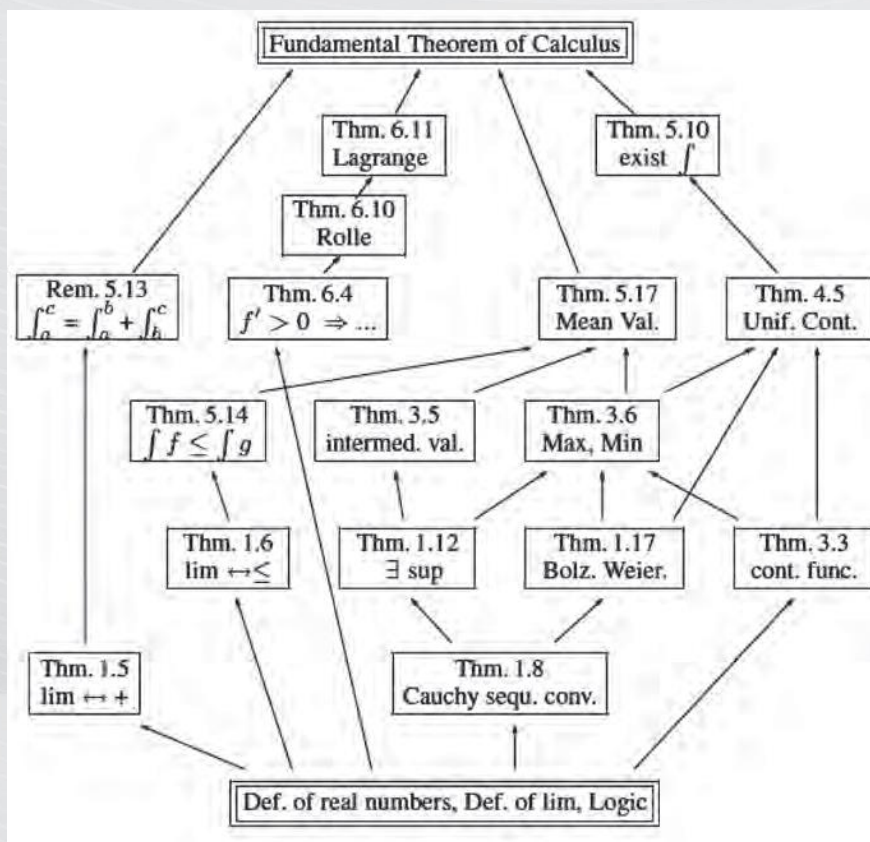 Fundamental Theorem of Calculus
Thm. 6.11
Lagrange
Thm. 5.10
exist ∫
Thm. 6.10
Rolle
Rem. 5.13
∫_a^c = ∫_a^b + ∫_b^c
Thm. 6.4
f' > 0 ⇒ ...
Thm. 5.17
Mean Val.
Thm. 4.5
Unif. Cont.
Thm. 5.14
∫ f ≤ ∫ g
Thm. 3.5
intermed. val.
Thm. 3.6
Max, Min
Thm. 1.6
lim ↔ ≤
Thm. 1.12
∃ sup
Thm. 1.17
Bolz. Weier.
Thm. 3.3
cont. func.
Thm. 1.5
lim ↔ +
Thm. 1.8
Cauchy sequ. conv.
Def. of real numbers, Def. of lim, Logic